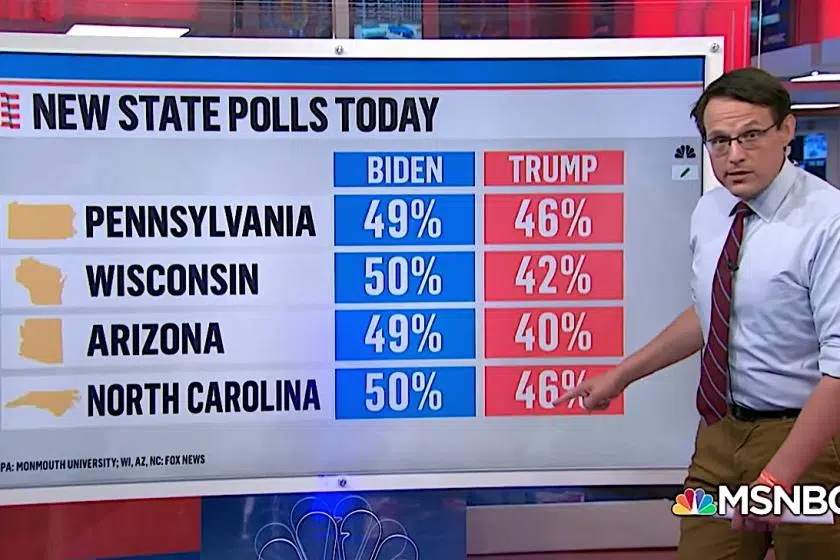 NEW STATE POLLS TODAY
BIDEN TRUMP
PENNSYLVANIA 49% 46%
WISCONSIN 50% 42%
ARIZONA 49% 40%
NORTH CAROLINA 50% 46%
PA: MONMOUTH UNIVERSITY; WI, AZ, NC: FOX NEWS
MSNBC